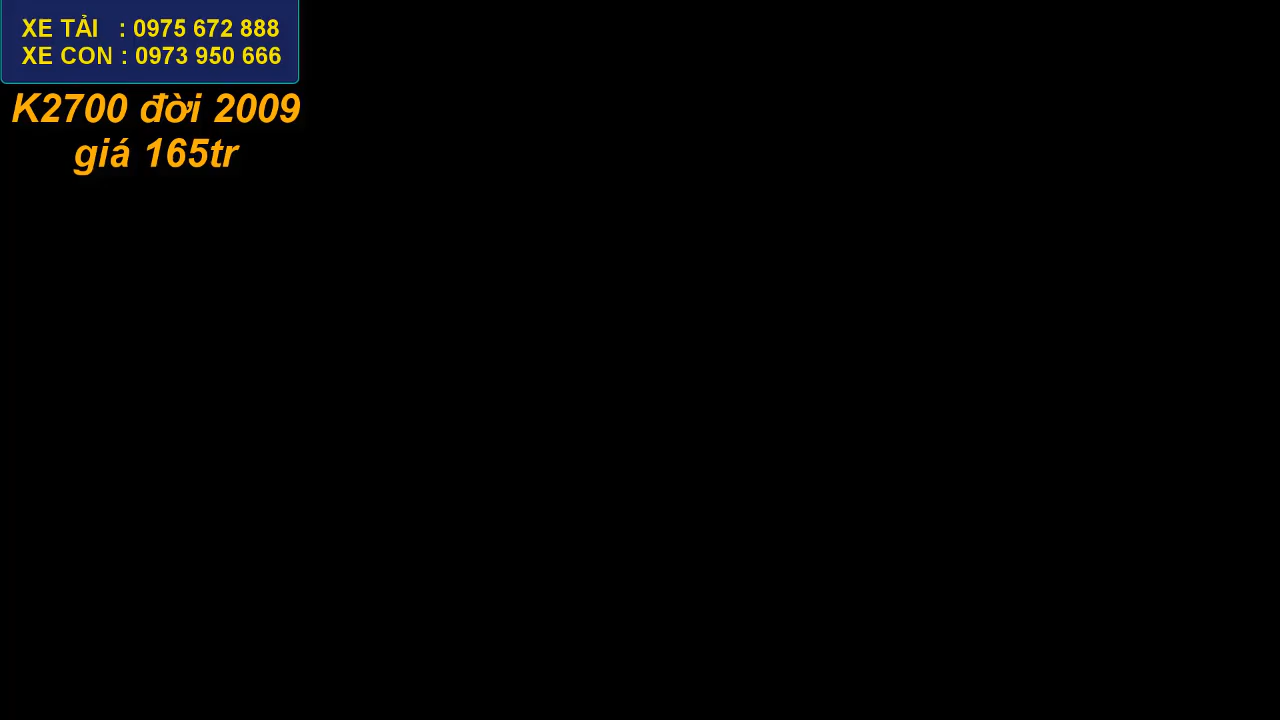 XE TẢI : 0975 672 888
XE CON : 0973 950 666
K2700 đời 2009
giá 165tr